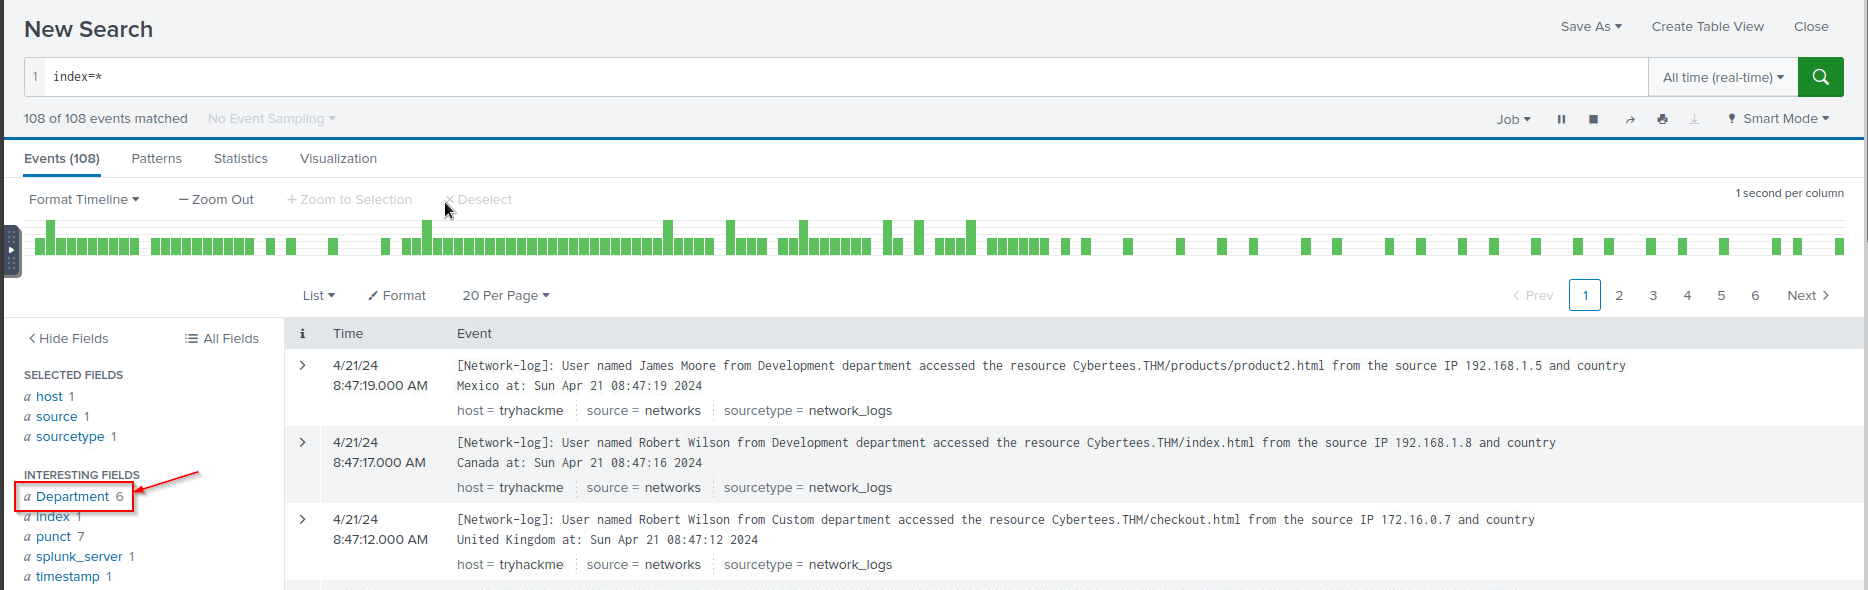 New Search
Save As Create Table View Close
1 index=* All time (real-time)
108 of 108 events matched No Event Sampling Job Smart Mode
Events (108) Patterns Statistics Visualization
Format Timeline — Zoom Out + Zoom to Selection × Deselect 1 second per column
List Format 20 Per Page < Prev 1 2 3 4 5 6 Next >
< Hide Fields All Fields i Time Event
SELECTED FIELDS
a host 1
a source 1
a sourcetype 1
INTERESTING FIELDS
a Department 6
a index 1
a punct 7
a splunk_server 1
a timestamp 1
> 4/21/24 [Network-log]: User named James Moore from Development department accessed the resource Cybertees.THM/products/product2.html from the source IP 192.168.1.5 and country
8:47:19.000 AM Mexico at: Sun Apr 21 08:47:19 2024
host = tryhackme source = networks sourcetype = network_logs
> 4/21/24 [Network-log]: User named Robert Wilson from Development department accessed the resource Cybertees.THM/index.html from the source IP 192.168.1.8 and country
8:47:17.000 AM Canada at: Sun Apr 21 08:47:16 2024
host = tryhackme source = networks sourcetype = network_logs
> 4/21/24 [Network-log]: User named Robert Wilson from Custom department accessed the resource Cybertees.THM/checkout.html from the source IP 172.16.0.7 and country
8:47:12.000 AM United Kingdom at: Sun Apr 21 08:47:12 2024
host = tryhackme source = networks sourcetype = network_logs